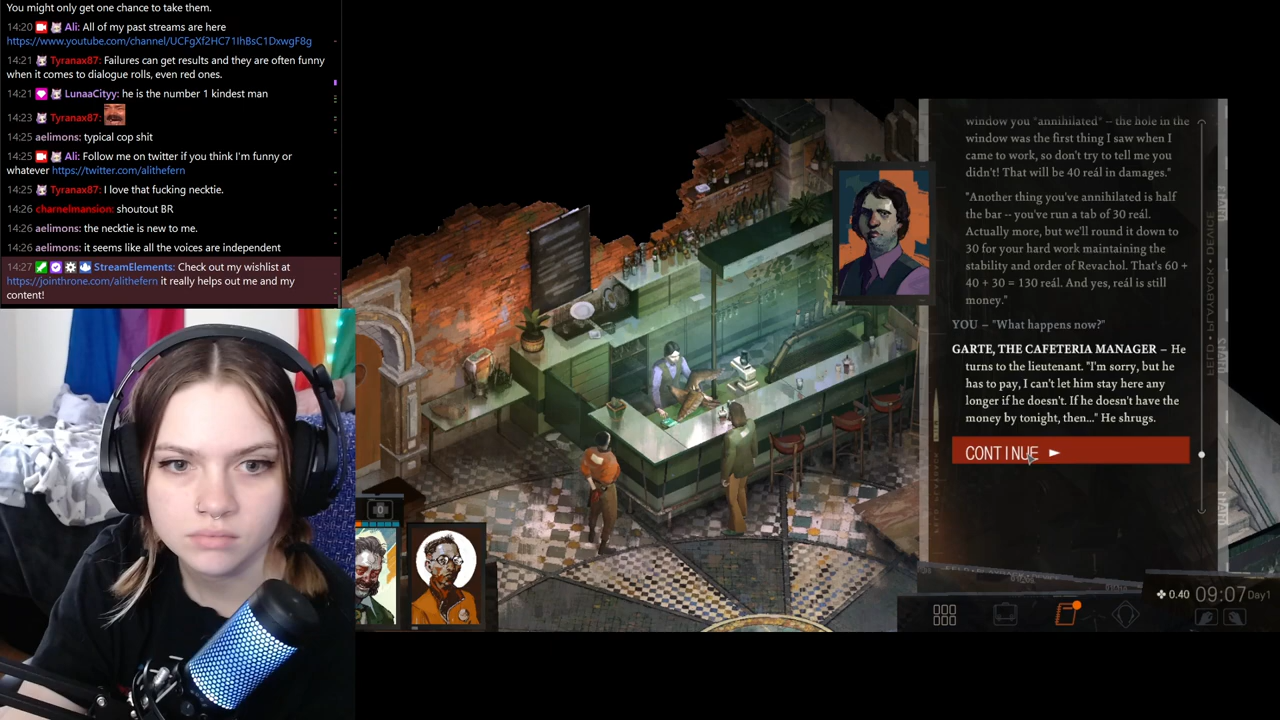 You might only get one chance to take them.
14:20 Ali: All of my past streams are here
https://www.youtube.com/channel/UCFgXf2HC71IhBsC1DxwgF8g
14:21 Tyranax87: Failures can get results and they are often funny
when it comes to dialogue rolls, even red ones.
14:21 LunaaCityy: he is the number 1 kindest man
14:23 Tyranax87:
14:25 aelimons: typical cop shit
14:25 Ali: Follow me on twitter if you think I'm funny or
whatever https://twitter.com/alithefern
14:25 Tyranax87: I love that fucking necktie.
14:26 charnelmansion: shoutout BR
14:26 aelimons: the necktie is new to me.
14:26 aelimons: it seems like all the voices are independent
14:27 StreamElements: Check out my wishlist at
https://jointhrone.com/alithefern it really helps out me and my
content!
window you *annihilated* -- the hole in the
window was the first thing I saw when I
came to work, so don't try to tell me you
didn't! That will be 40 reál in damages."
"Another thing you've annihilated is half
the bar -- you've run a tab of 30 reál.
Actually more, but we'll round it down to
30 for your hard work maintaining the
stability and order of Revachol. That's 60 +
40 + 30 = 130 reál. And yes, reál is still
money."
YOU – "What happens now?"
GARTE, THE CAFETERIA MANAGER – He
turns to the lieutenant. "I'm sorry, but he
has to pay, I can't let him stay here any
longer if he doesn't. If he doesn't have the
money by tonight, then..." He shrugs.
CONTINUE
FELD • PLAYBACK • DEVICE
0
0.40 09:07 Day1